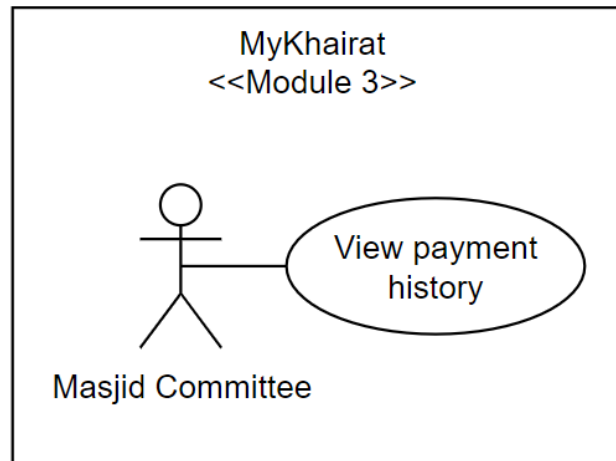 MyKhairat
<<Module 3>>
View payment
history
Masjid Committee